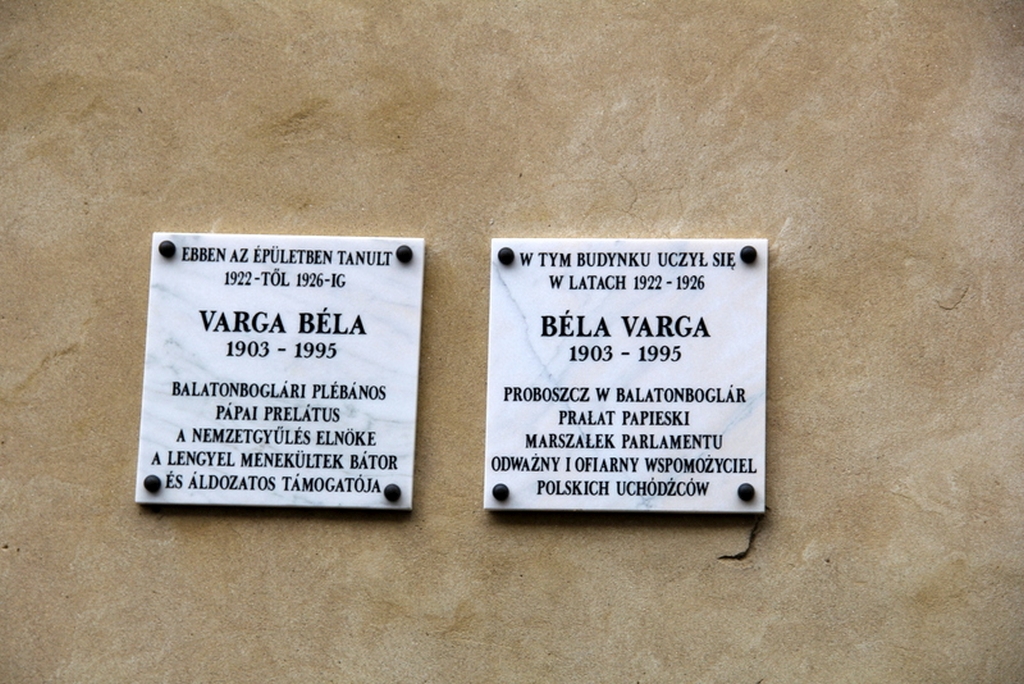 EBBEN AZ ÉPÜLETBEN TANULT
1922-TŐL 1926-IG
VARGA BÉLA
1903 - 1995
BALATONBOGLÁRI PLÉBÁNOS
PÁPAI PRELÁTUS
A NEMZETGYŰLÉS ELNÖKE
A LENGYEL MENEKÜLTEK BÁTOR
ÉS ÁLDOZATOS TÁMOGATÓJA
W TYM BUDYNKU UCZYŁ SIĘ
W LATACH 1922 - 1926
BÉLA VARGA
1903 - 1995
PROBOSZCZ W BALATONBOGLÁR
PRAŁAT PAPIESKI
MARSZAŁEK PARLAMENTU
ODWAŻNY I OFIARNY WSPOMOŻYCIEL
POLSKICH UCHÓDŹCÓW